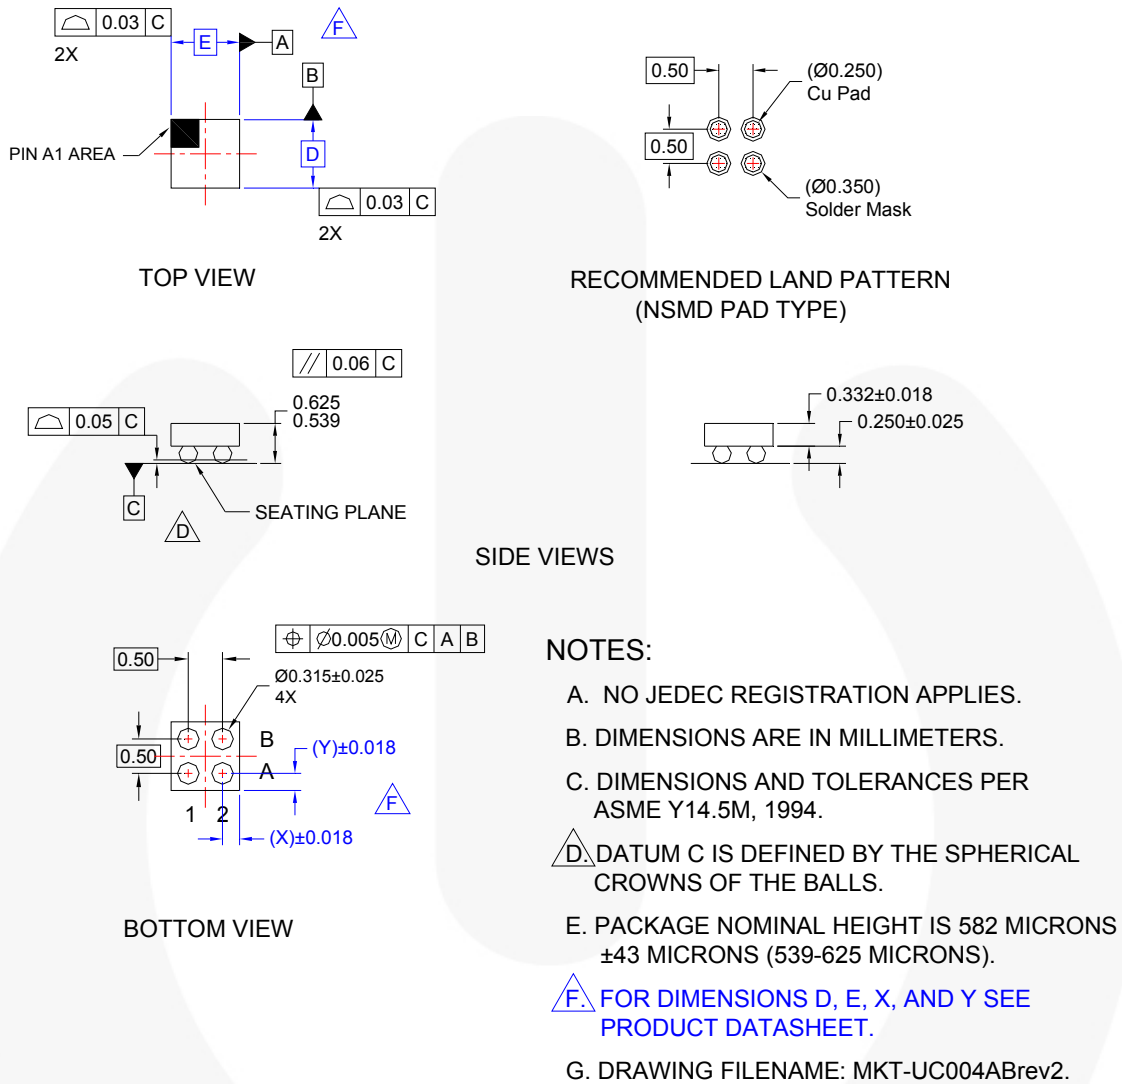 ⌓ 0.03 C
2X
E
A
F
B
PIN A1 AREA
D
⌓ 0.03 C
2X
TOP VIEW
0.50
(Ø0.250)
Cu Pad
0.50
(Ø0.350)
Solder Mask
RECOMMENDED LAND PATTERN
(NSMD PAD TYPE)
// 0.06 C
⌓ 0.05 C
0.625
0.539
C
D
SEATING PLANE
0.332±0.018
0.250±0.025
SIDE VIEWS
⌖ Ø0.005Ⓜ C A B
0.50
Ø0.315±0.025
4X
0.50
B
A
1 2
(Y)±0.018
F
(X)±0.018
BOTTOM VIEW
NOTES:
A. NO JEDEC REGISTRATION APPLIES.
B. DIMENSIONS ARE IN MILLIMETERS.
C. DIMENSIONS AND TOLERANCES PER
ASME Y14.5M, 1994.
D. DATUM C IS DEFINED BY THE SPHERICAL
CROWNS OF THE BALLS.
E. PACKAGE NOMINAL HEIGHT IS 582 MICRONS
±43 MICRONS (539-625 MICRONS).
F. FOR DIMENSIONS D, E, X, AND Y SEE
PRODUCT DATASHEET.
G. DRAWING FILENAME: MKT-UC004ABrev2.